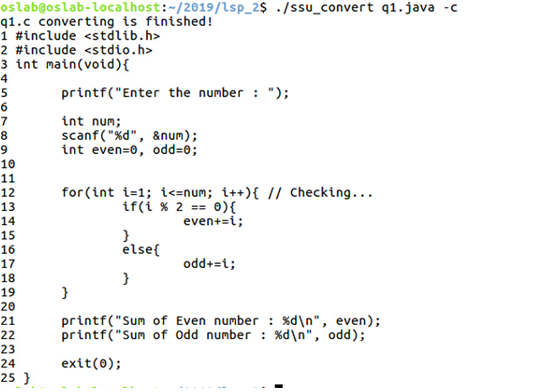 oslab@oslab-localhost:~/2019/lsp_2$ ./ssu_convert q1.java -c
q1.c converting is finished!
1 #include <stdlib.h>
2 #include <stdio.h>
3 int main(void){
4
5       printf("Enter the number : ");
6
7       int num;
8       scanf("%d", &num);
9       int even=0, odd=0;
10
11
12      for(int i=1; i<=num; i++){ // Checking...
13              if(i % 2 == 0){
14                      even+=i;
15              }
16              else{
17                      odd+=i;
18              }
19      }
20
21      printf("Sum of Even number : %d\n", even);
22      printf("Sum of Odd number : %d\n", odd);
23
24      exit(0);
25 }